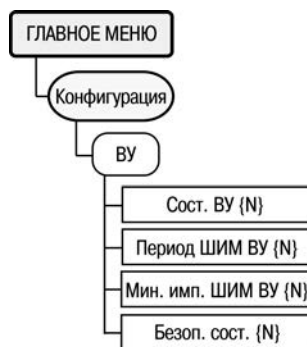 ГЛАВНОЕ МЕНЮ
Конфигурация
ВУ
Сост. ВУ {N}
Период ШИМ ВУ {N}
Мин. имп. ШИМ ВУ {N}
Безоп. сост. {N}